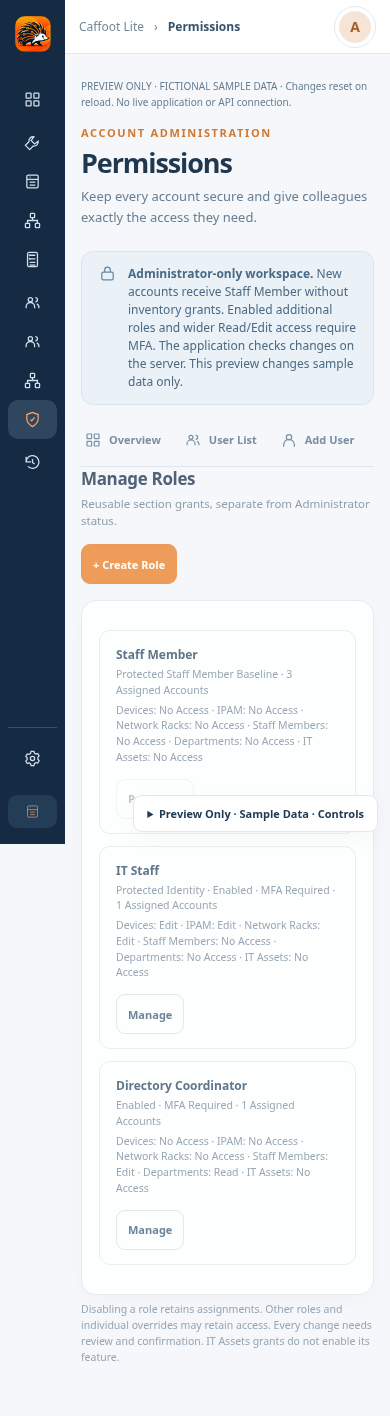 Caffoot Lite › Permissions
A
PREVIEW ONLY · FICTIONAL SAMPLE DATA · Changes reset on
reload. No live application or API connection.
ACCOUNT ADMINISTRATION
Permissions
Keep every account secure and give colleagues
exactly the access they need.
Administrator-only workspace. New
accounts receive Staff Member without
inventory grants. Enabled additional
roles and wider Read/Edit access require
MFA. The application checks changes on
the server. This preview changes sample
data only.
Overview User List Add User
Manage Roles
Reusable section grants, separate from Administrator
status.
+ Create Role
Staff Member
Protected Staff Member Baseline · 3
Assigned Accounts
Devices: No Access · IPAM: No Access ·
Network Racks: No Access · Staff Members:
No Access · Departments: No Access · IT
Assets: No Access
▶ Preview Only · Sample Data · Controls
IT Staff
Protected Identity · Enabled · MFA Required ·
1 Assigned Accounts
Devices: Edit · IPAM: Edit · Network Racks:
Edit · Staff Members: No Access ·
Departments: No Access · IT Assets: No
Access
Manage
Directory Coordinator
Enabled · MFA Required · 1 Assigned
Accounts
Devices: No Access · IPAM: No Access ·
Network Racks: No Access · Staff Members:
Edit · Departments: Read · IT Assets: No
Access
Manage
Disabling a role retains assignments. Other roles and
individual overrides may retain access. Every change needs
review and confirmation. IT Assets grants do not enable its
feature.